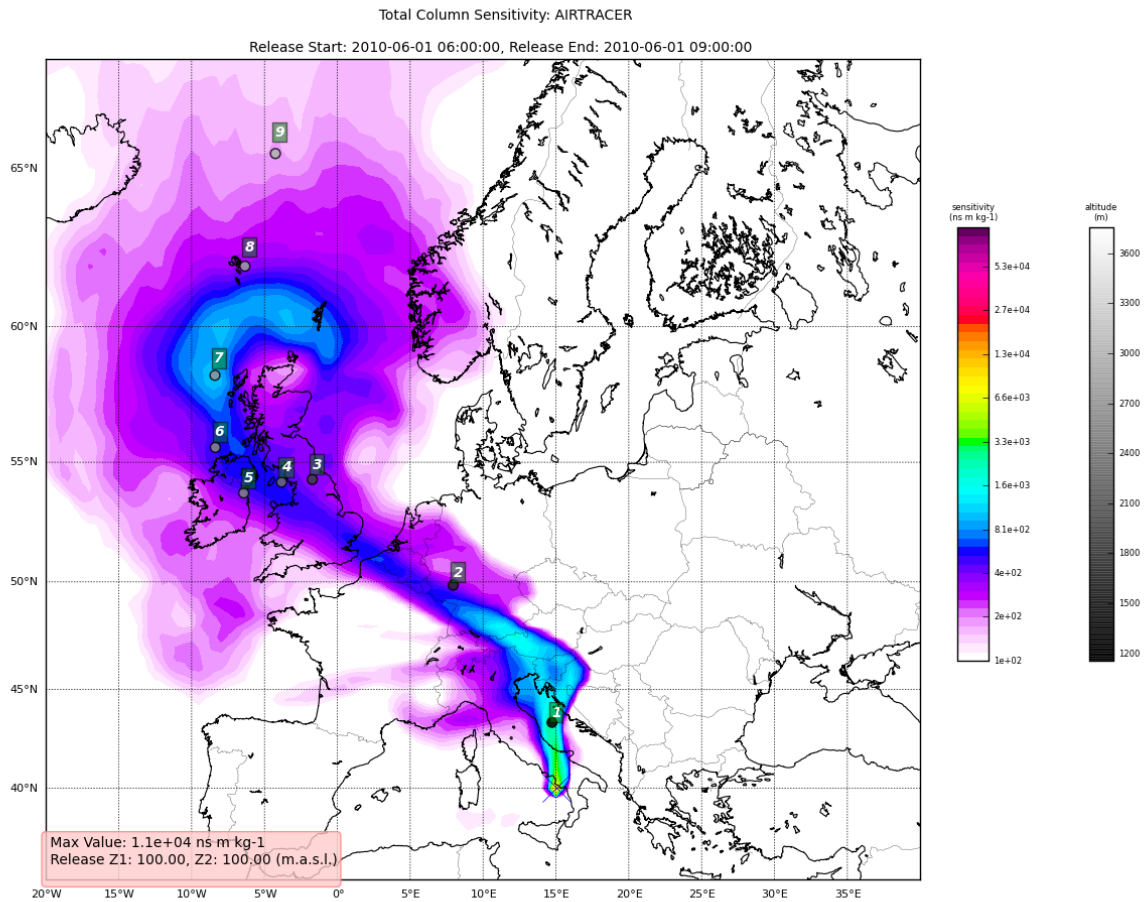 Total Column Sensitivity: AIRTRACER
Release Start: 2010-06-01 06:00:00, Release End: 2010-06-01 09:00:00
9
65°N
8
60°N
7
6
55°N
5
4
3
50°N
2
45°N
1
40°N
Max Value: 1.1e+04 ns m kg-1
Release Z1: 100.00, Z2: 100.00 (m.a.s.l.)
20°W 15°W 10°W 5°W 0° 5°E 10°E 15°E 20°E 25°E 30°E 35°E
sensitivity
(ns m kg-1)
5.3e+04
2.7e+04
1.3e+04
6.6e+03
3.3e+03
1.6e+03
8.1e+02
4e+02
2e+02
1e+02
altitude
(m)
3600
3300
3000
2700
2400
2100
1800
1500
1200